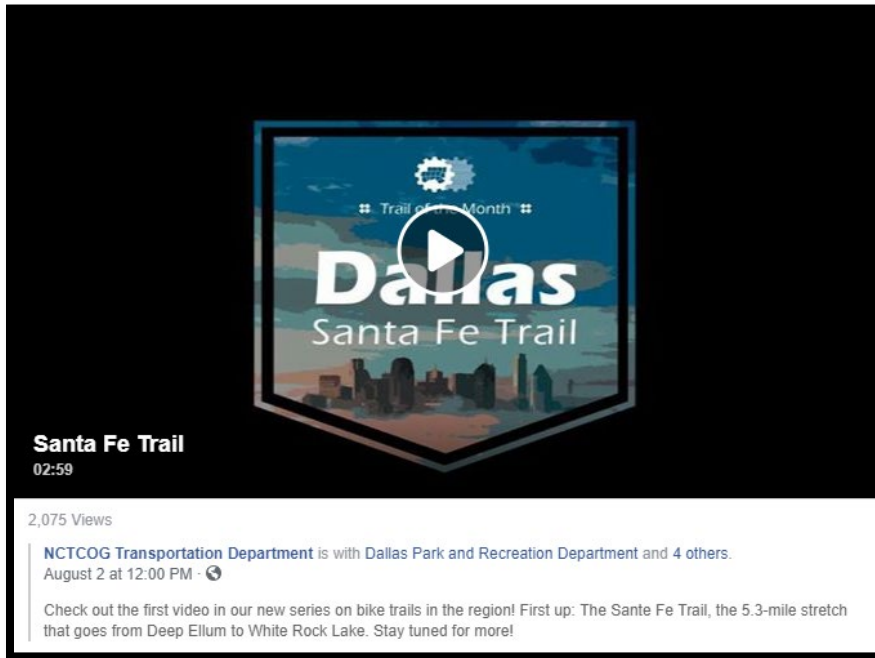 # Trail of the Month #
Dallas
Santa Fe Trail
Santa Fe Trail
02:59
2,075 Views
NCTCOG Transportation Department is with Dallas Park and Recreation Department and 4 others.
August 2 at 12:00 PM ·
Check out the first video in our new series on bike trails in the region! First up: The Sante Fe Trail, the 5.3-mile stretch
that goes from Deep Ellum to White Rock Lake. Stay tuned for more!